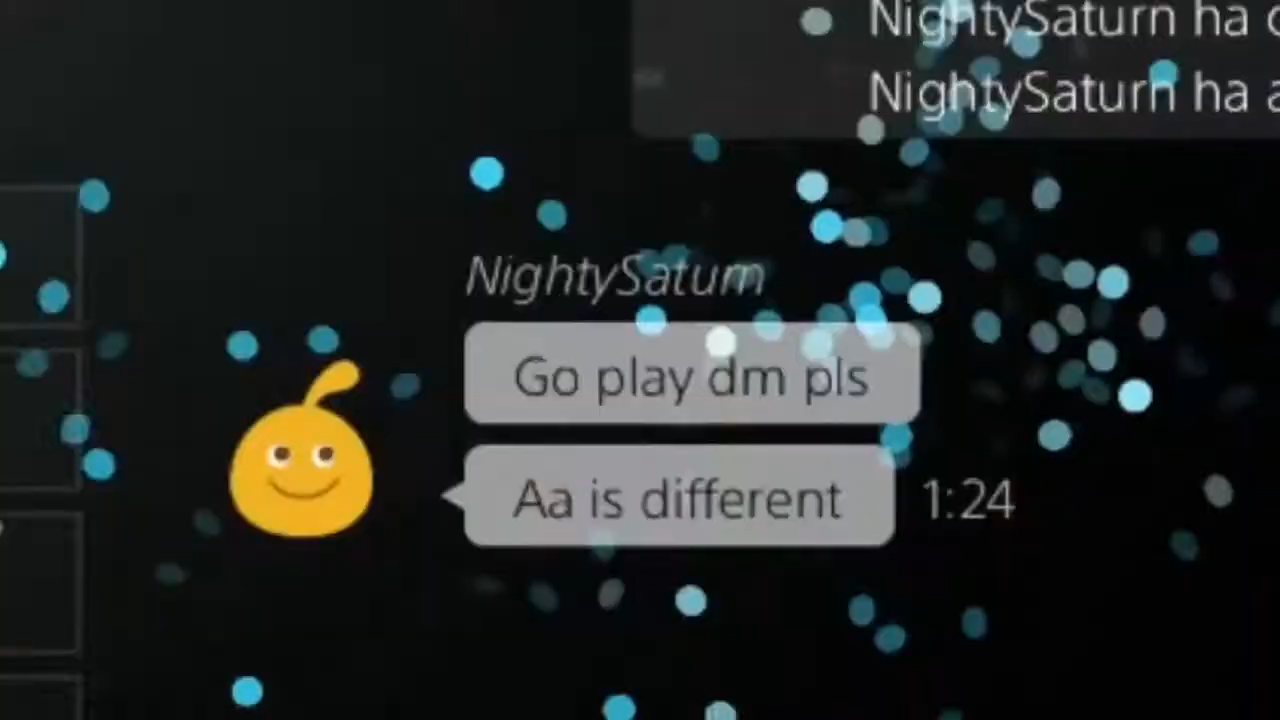 NightySaturn ha
NightySaturn ha
NightySaturn
Go play dm pls
Aa is different
1:24